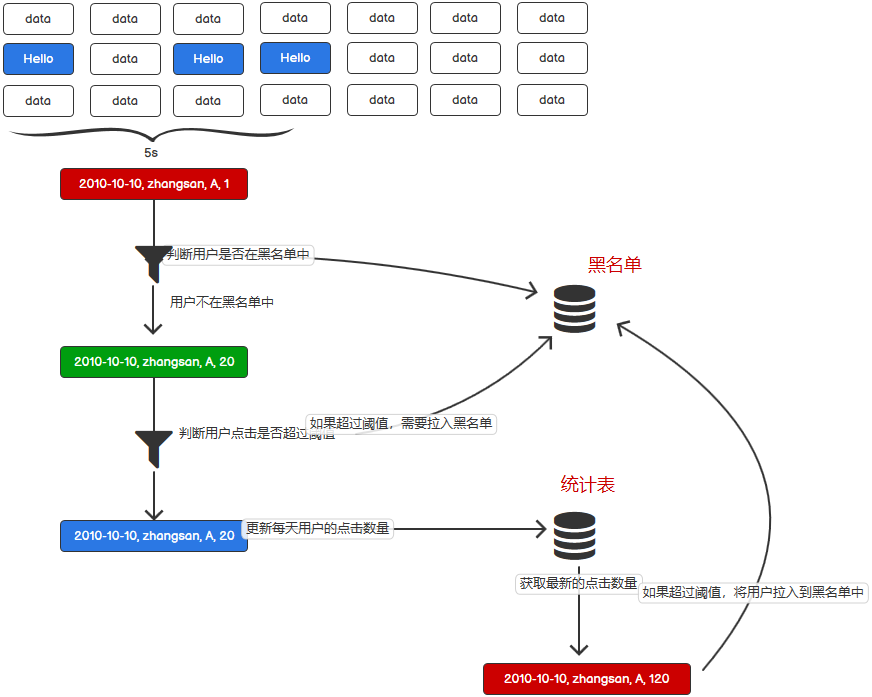 data data data data data data data
Hello data Hello Hello data data data
data data data data data data data
5s
2010-10-10, zhangsan, A, 1
判断用户是否在黑名单中
黑名单
用户不在黑名单中
2010-10-10, zhangsan, A, 20
如果超过阈值，需要拉入黑名单
判断用户点击是否超过阈值
统计表
2010-10-10, zhangsan, A, 20
更新每天用户的点击数量
获取最新的点击数量
如果超过阈值，将用户拉入到黑名单中
2010-10-10, zhangsan, A, 120